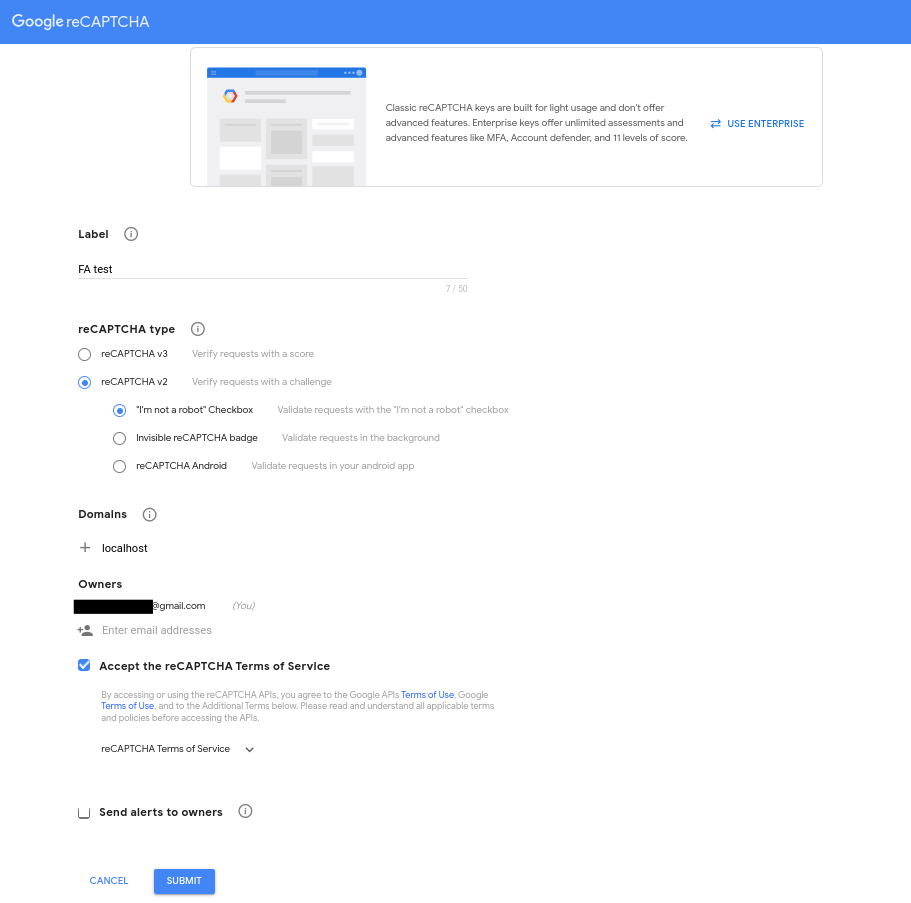 Google reCAPTCHA
Classic reCAPTCHA keys are built for light usage and don't offer
advanced features. Enterprise keys offer unlimited assessments and
advanced features like MFA, Account defender, and 11 levels of score.
USE ENTERPRISE
Label
FA test
7 / 50
reCAPTCHA type
reCAPTCHA v3 Verify requests with a score
reCAPTCHA v2 Verify requests with a challenge
"I'm not a robot" Checkbox Validate requests with the "I'm not a robot" checkbox
Invisible reCAPTCHA badge Validate requests in the background
reCAPTCHA Android Validate requests in your android app
Domains
localhost
Owners
@gmail.com (You)
Enter email addresses
Accept the reCAPTCHA Terms of Service
By accessing or using the reCAPTCHA APIs, you agree to the Google APIs Terms of Use, Google
Terms of Use, and to the Additional Terms below. Please read and understand all applicable terms
and policies before accessing the APIs.
reCAPTCHA Terms of Service
Send alerts to owners
CANCEL
SUBMIT